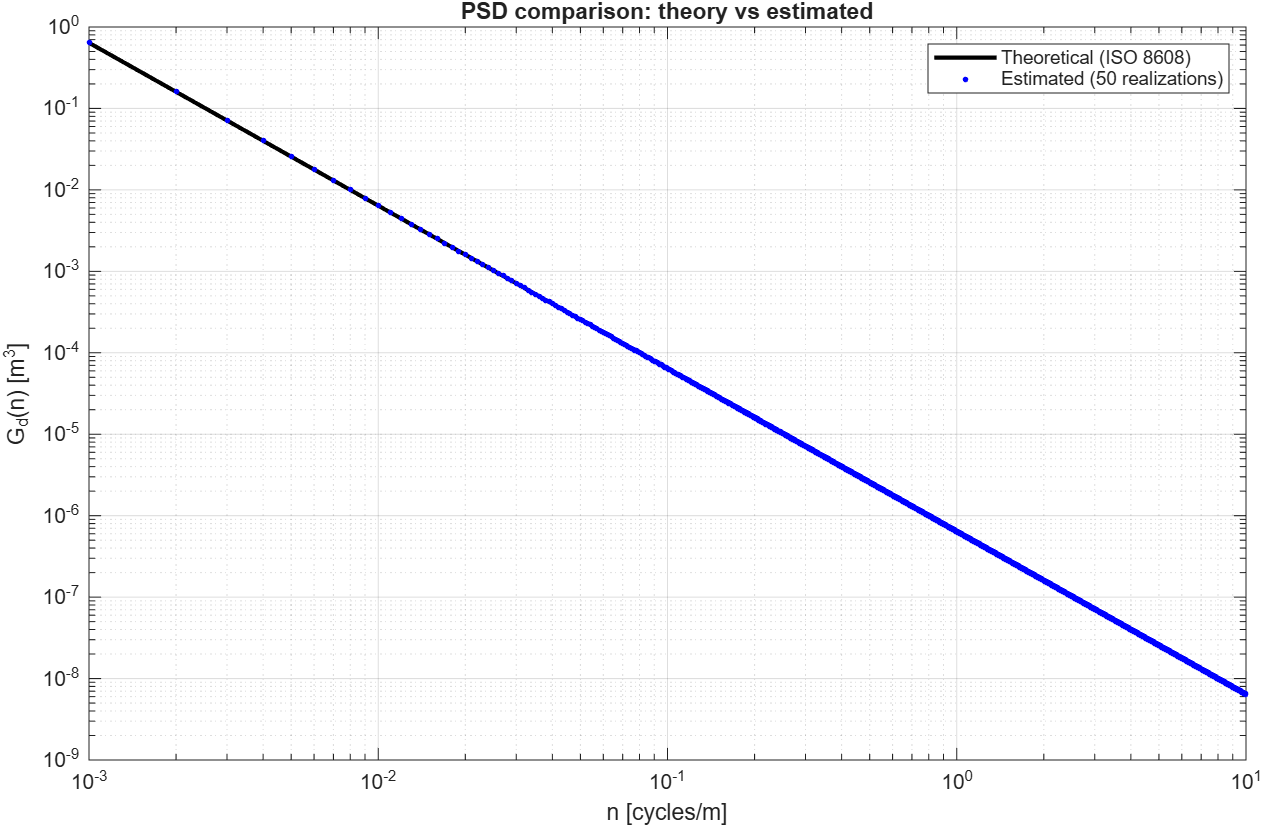 PSD comparison: theory vs estimated
Theoretical (ISO 8608)
Estimated (50 realizations)
10^0
10^-1
10^-2
10^-3
10^-4
10^-5
10^-6
10^-7
10^-8
10^-9
G_d(n) [m^3]
10^-3 10^-2 10^-1 10^0 10^1
n [cycles/m]